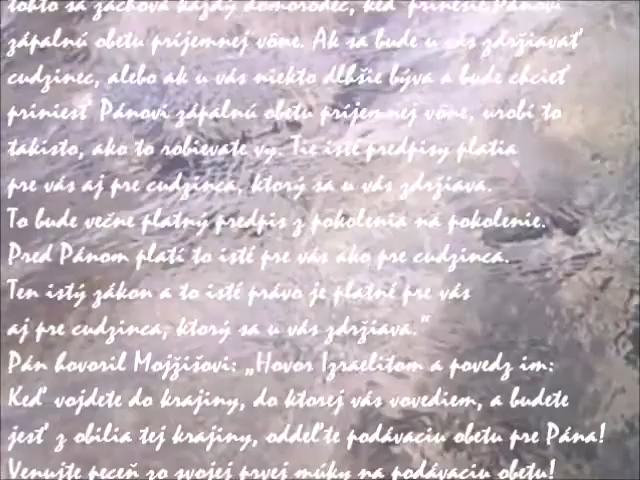 tohto sa zachová každý domorodec, keď prinesie Pánovi
zápalnú obetu príjemnej vône. Ak sa bude u vás zdržiavať
cudzinec, alebo ak u vás niekto dlhšie býva a bude chcieť
priniesť Pánovi zápalnú obetu príjemnej vône, urobí to
takisto, ako to robievate vy. Tie isté predpisy platia
pre vás aj pre cudzinca, ktorý sa u vás zdržiava.
To bude večne platný predpis z pokolenia na pokolenie.
Pred Pánom platí to isté pre vás ako pre cudzinca.
Ten istý zákon a to isté právo je platné pre vás
aj pre cudzinca, ktorý sa u vás zdržiava.“
Pán hovoril Mojžišovi: „Hovor Izraelitom a povedz im:
Keď vojdete do krajiny, do ktorej vás vovediem, a budete
jesť z obilia tej krajiny, oddeľte podávaciu obetu pre Pána!
Venujte peceň zo svojej prvej múky na podávaciu obetu!